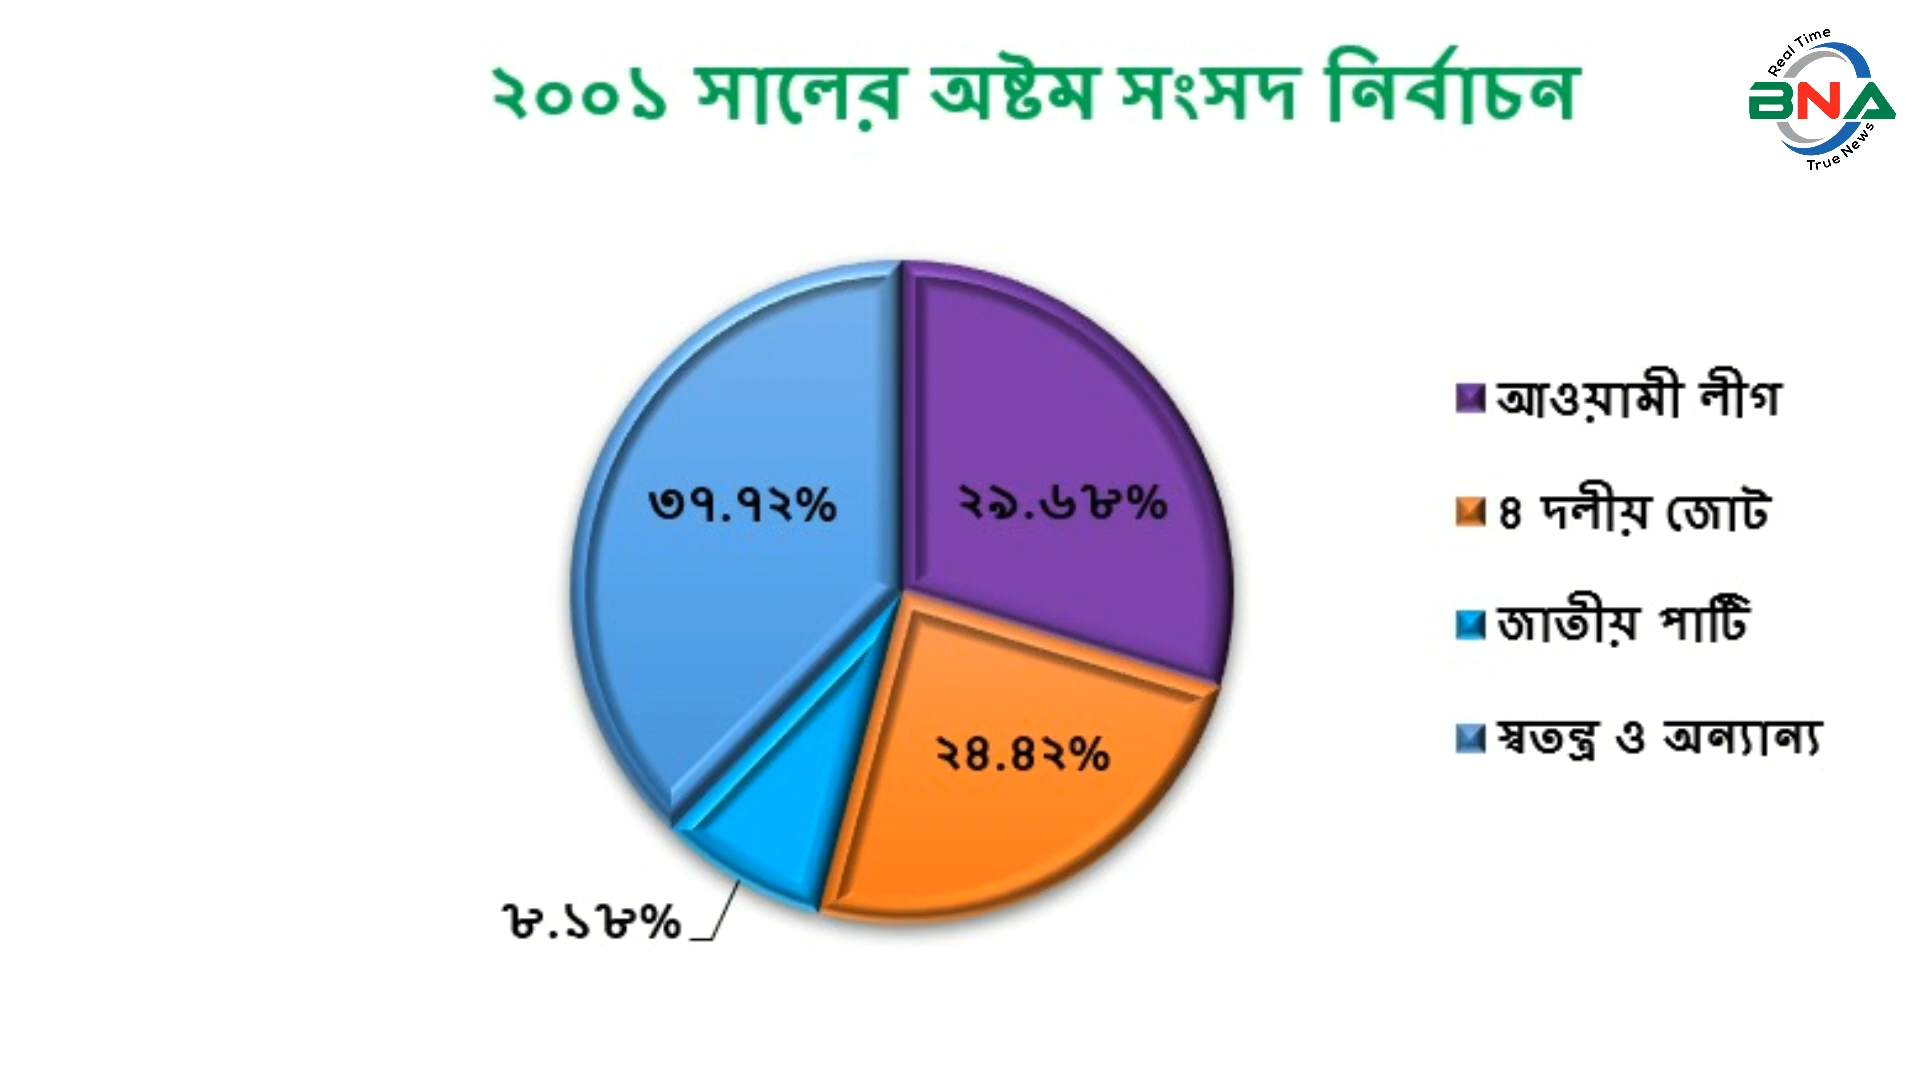 ২০০১ সালের অষ্টম সংসদ নির্বাচন
Real Time
BNA
True News
৩৭.৭২%
২৯.৬৮%
২৪.৪২%
৮.১৮%
আওয়ামী লীগ
৪ দলীয় জোট
জাতীয় পার্টি
স্বতন্ত্র ও অন্যান্য